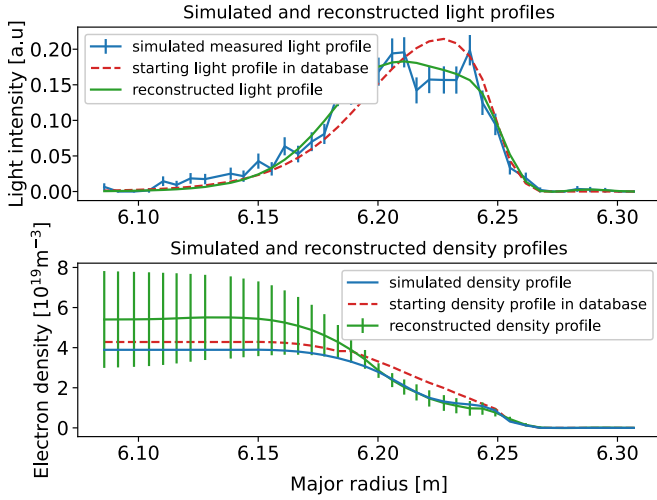 Simulated and reconstructed light profiles
Light intensity [a.u]
0.20
0.15
0.10
0.05
0.00
simulated measured light profile
starting light profile in database
reconstructed light profile
6.10 6.15 6.20 6.25 6.30
Simulated and reconstructed density profiles
Electron density [10¹⁹m⁻³]
8
6
4
2
0
simulated density profile
starting density profile in database
reconstructed density profile
6.10 6.15 6.20 6.25 6.30
Major radius [m]